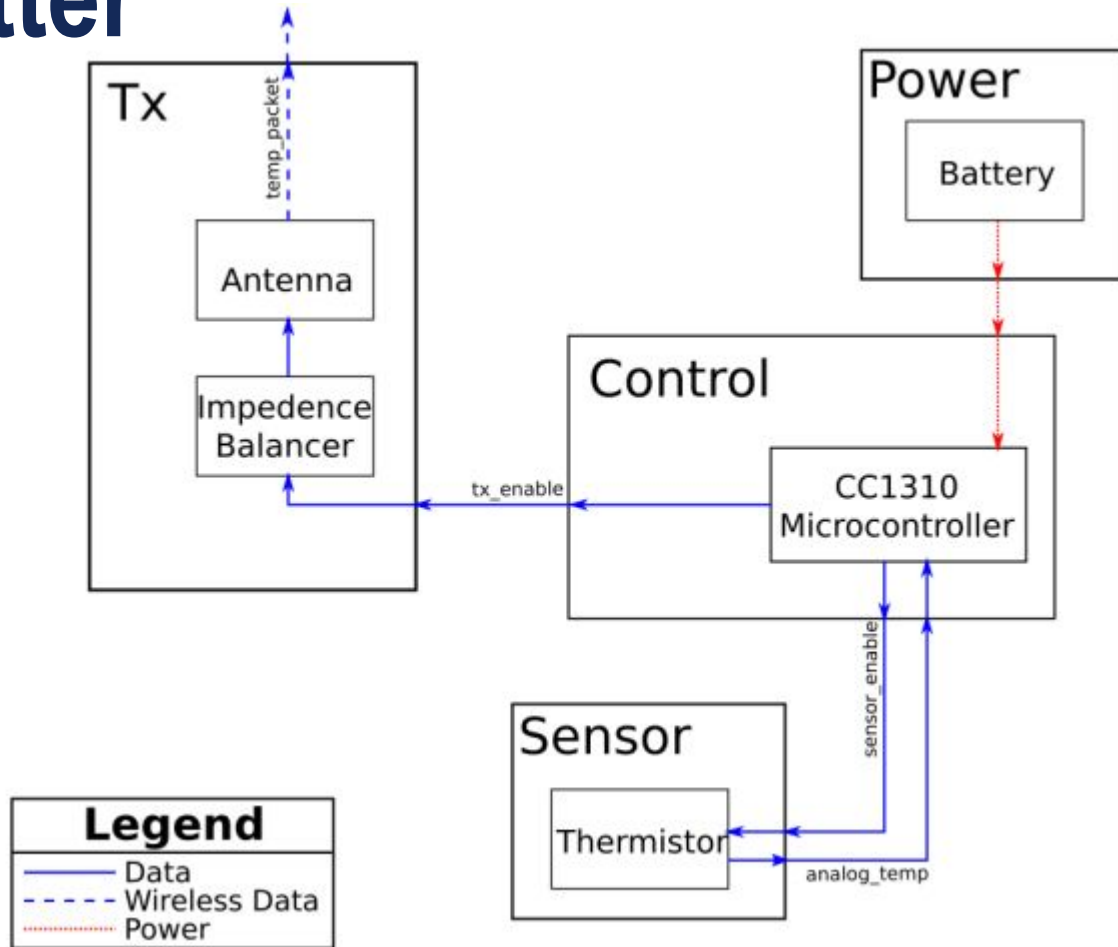 Tx
temp_packet
Antenna
Impedence
Balancer
Power
Battery
Control
CC1310
Microcontroller
tx_enable
sensor_enable
Sensor
Thermistor
analog_temp
Legend
Data
Wireless Data
Power